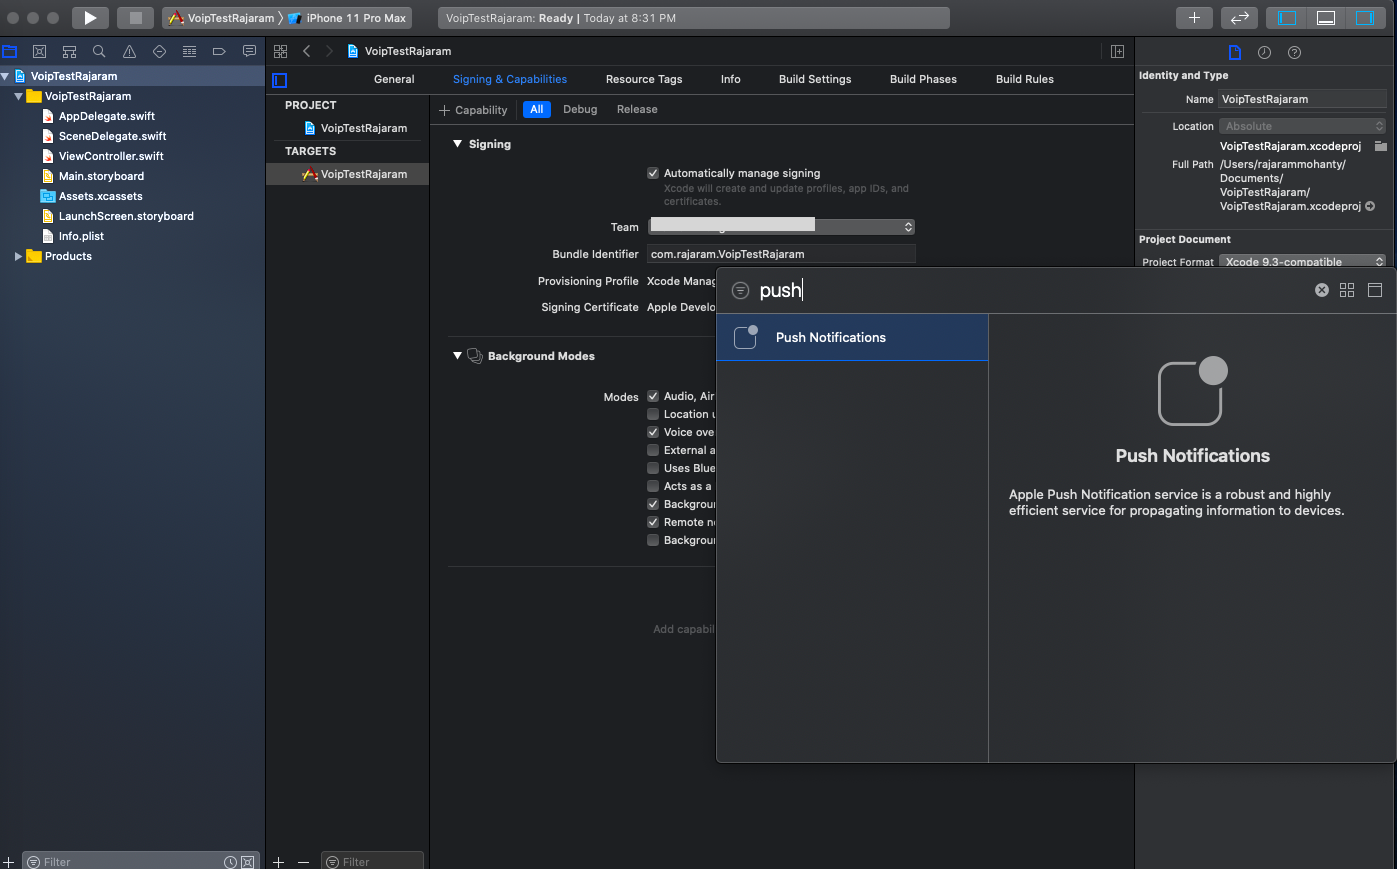 VoipTestRajaram
iPhone 11 Pro Max
VoipTestRajaram: Ready | Today at 8:31 PM
VoipTestRajaram
VoipTestRajaram
AppDelegate.swift
SceneDelegate.swift
ViewController.swift
Main.storyboard
Assets.xcassets
LaunchScreen.storyboard
Info.plist
Products
Filter
VoipTestRajaram
General Signing & Capabilities Resource Tags Info Build Settings Build Phases Build Rules
PROJECT
VoipTestRajaram
TARGETS
VoipTestRajaram
Filter
+ Capability All Debug Release
Signing
Automatically manage signing
Xcode will create and update profiles, app IDs, and
certificates.
Team
Bundle Identifier com.rajaram.VoipTestRajaram
Provisioning Profile Xcode Manag
Signing Certificate Apple Develo
Background Modes
Modes Audio, Air
Location u
Voice ove
External a
Uses Blue
Acts as a
Backgroun
Remote no
Backgroun
Add capabil
push
Push Notifications
Push Notifications
Apple Push Notification service is a robust and highly
efficient service for propagating information to devices.
Identity and Type
Name VoipTestRajaram
Location Absolute
VoipTestRajaram.xcodeproj
Full Path /Users/rajarammohanty/
Documents/
VoipTestRajaram/
VoipTestRajaram.xcodeproj
Project Document
Project Format Xcode 9.3-compatible